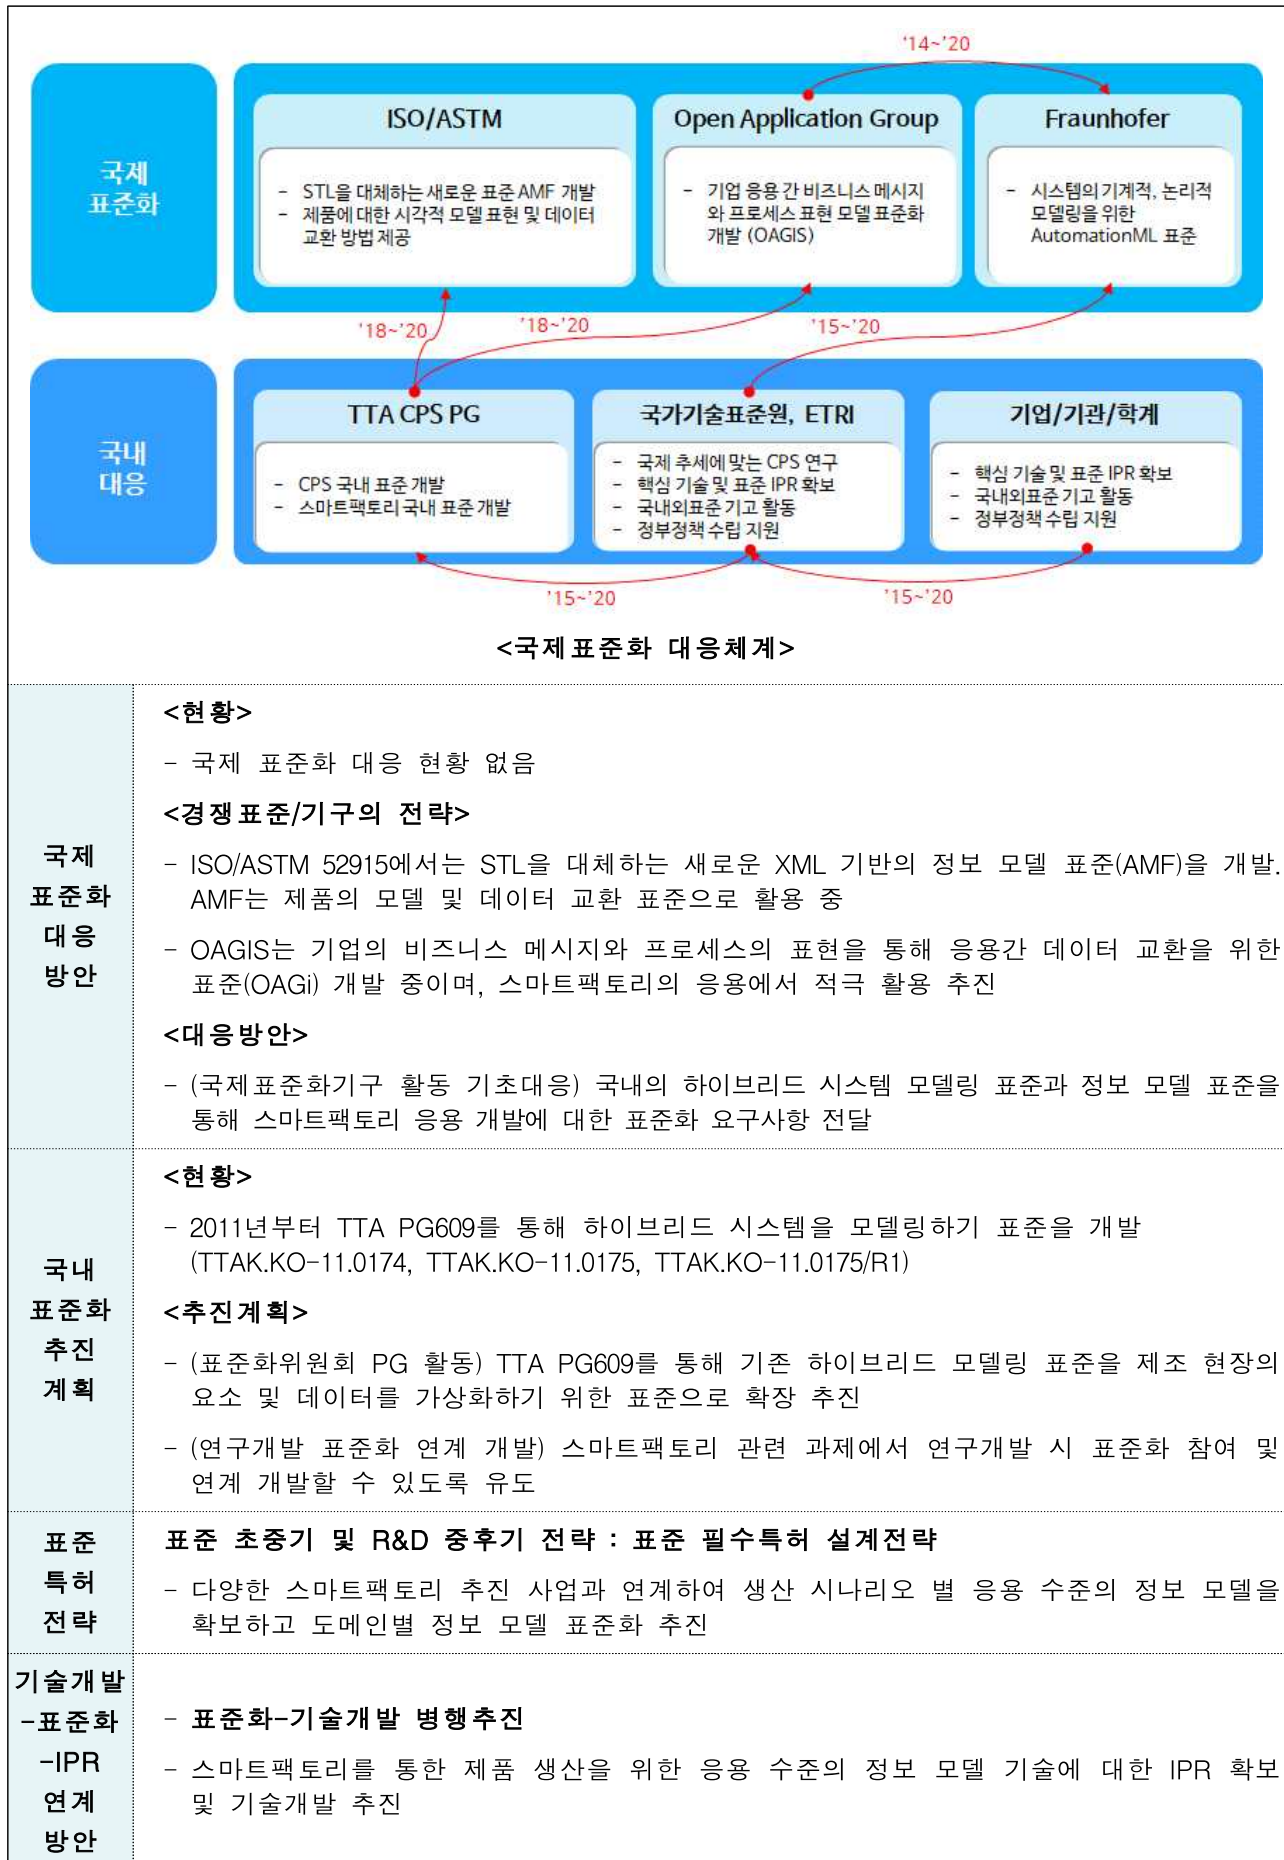 '14~'20
국제
표준화
ISO/ASTM
- STL을 대체하는 새로운 표준 AMF 개발
- 제품에 대한 시각적 모델 표현 및 데이터
교환 방법 제공
Open Application Group
- 기업 응용 간 비즈니스 메시지
와 프로세스 표현 모델 표준화
개발 (OAGIS)
Fraunhofer
- 시스템의 기계적, 논리적
모델링을 위한
AutomationML 표준
'18~'20
'18~'20
'15~'20
국내
대응
TTA CPS PG
- CPS 국내 표준 개발
- 스마트팩토리 국내 표준 개발
국가기술표준원, ETRI
- 국제 추세에 맞는 CPS 연구
- 핵심 기술 및 표준 IPR 확보
- 국내외표준 기고 활동
- 정부정책 수립 지원
기업/기관/학계
- 핵심 기술 및 표준 IPR 확보
- 국내외표준 기고 활동
- 정부정책 수립 지원
'15~'20
'15~'20
<국제표준화 대응체계>
국제
표준화
대응
방안
<현황>
- 국제 표준화 대응 현황 없음
<경쟁표준/기구의 전략>
- ISO/ASTM 52915에서는 STL을 대체하는 새로운 XML 기반의 정보 모델 표준(AMF)을 개발.
AMF는 제품의 모델 및 데이터 교환 표준으로 활용 중
- OAGIS는 기업의 비즈니스 메시지와 프로세스의 표현을 통해 응용간 데이터 교환을 위한
표준(OAGi) 개발 중이며, 스마트팩토리의 응용에서 적극 활용 추진
<대응방안>
- (국제표준화기구 활동 기초대응) 국내의 하이브리드 시스템 모델링 표준과 정보 모델 표준을
통해 스마트팩토리 응용 개발에 대한 표준화 요구사항 전달
국내
표준화
추진
계획
<현황>
- 2011년부터 TTA PG609를 통해 하이브리드 시스템을 모델링하기 표준을 개발
(TTAK.KO-11.0174, TTAK.KO-11.0175, TTAK.KO-11.0175/R1)
<추진계획>
- (표준화위원회 PG 활동) TTA PG609를 통해 기존 하이브리드 모델링 표준을 제조 현장의
요소 및 데이터를 가상화하기 위한 표준으로 확장 추진
- (연구개발 표준화 연계 개발) 스마트팩토리 관련 과제에서 연구개발 시 표준화 참여 및
연계 개발할 수 있도록 유도
표준
특허
전략
표준 초중기 및 R&D 중후기 전략 : 표준 필수특허 설계전략
- 다양한 스마트팩토리 추진 사업과 연계하여 생산 시나리오 별 응용 수준의 정보 모델을
확보하고 도메인별 정보 모델 표준화 추진
기술개발
-표준화
-IPR
연계
방안
- 표준화-기술개발 병행추진
- 스마트팩토리를 통한 제품 생산을 위한 응용 수준의 정보 모델 기술에 대한 IPR 확보
및 기술개발 추진